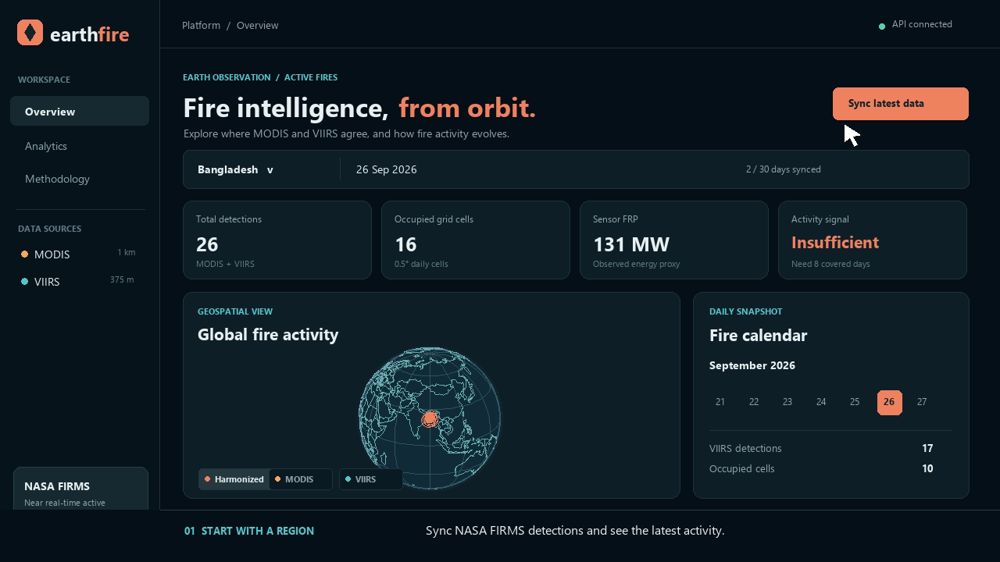 earthfire
Platform / Overview
API connected
WORKSPACE
Overview
Analytics
Methodology
DATA SOURCES
MODIS 1 km
VIIRS 375 m
NASA FIRMS
Near real-time active
EARTH OBSERVATION / ACTIVE FIRES
Fire intelligence, from orbit.
Explore where MODIS and VIIRS agree, and how fire activity evolves.
Sync latest data
Bangladesh v
26 Sep 2026
2 / 30 days synced
Total detections
26
MODIS + VIIRS
Occupied grid cells
16
0.5° daily cells
Sensor FRP
131 MW
Observed energy proxy
Activity signal
Insufficient
Need 8 covered days
GEOSPATIAL VIEW
Global fire activity
Harmonized
MODIS
VIIRS
DAILY SNAPSHOT
Fire calendar
September 2026
21 22 23 24 25 26 27
VIIRS detections 17
Occupied cells 10
01 START WITH A REGION
Sync NASA FIRMS detections and see the latest activity.